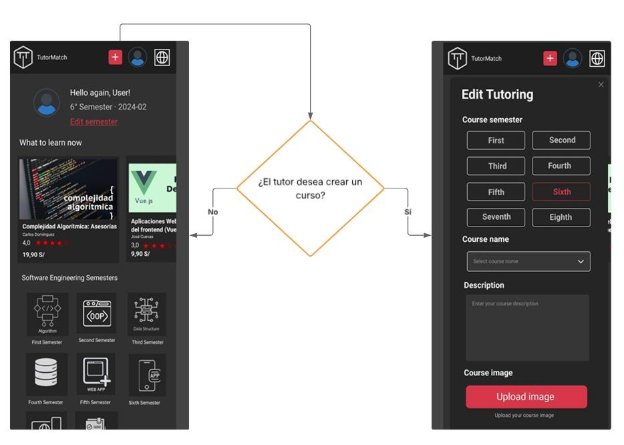 TutorMatch
+
Hello again, User!
6° Semester · 2024-02
Edit semester
What to learn now
complejidad
algorítmica
Complejidad Algorítmica: Asesorías
Carlos Dominguez
4,0
19,90 S/
Vue.js
De
Aplicaciones Web
del frontend (Vue
José Cuevas
3,0
9,90 S/
Software Engineering Semesters
Algorithm
First Semester
OOP
Second Semester
Data Structure
Third Semester
Fourth Semester
WEB APP
Fifth Semester
APP
Sixth Semester
¿El tutor desea crear un
curso?
No
Si
TutorMatch
+
Edit Tutoring
Course semester
First
Second
Third
Fourth
Fifth
Sixth
Seventh
Eighth
Course name
Select course name
Description
Enter your course description
Course image
Upload image
Upload your course image